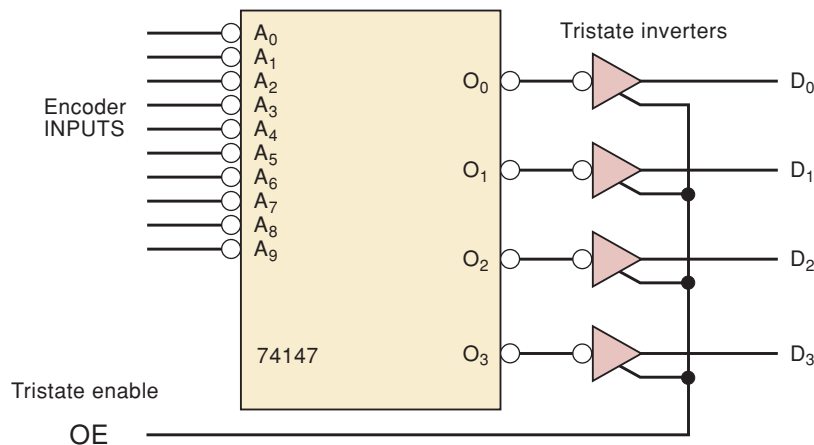 Tristate inverters
Encoder
INPUTS
A₀
A₁
A₂
A₃
A₄
A₅
A₆
A₇
A₈
A₉
O₀
O₁
O₂
O₃
D₀
D₁
D₂
D₃
74147
Tristate enable
OE